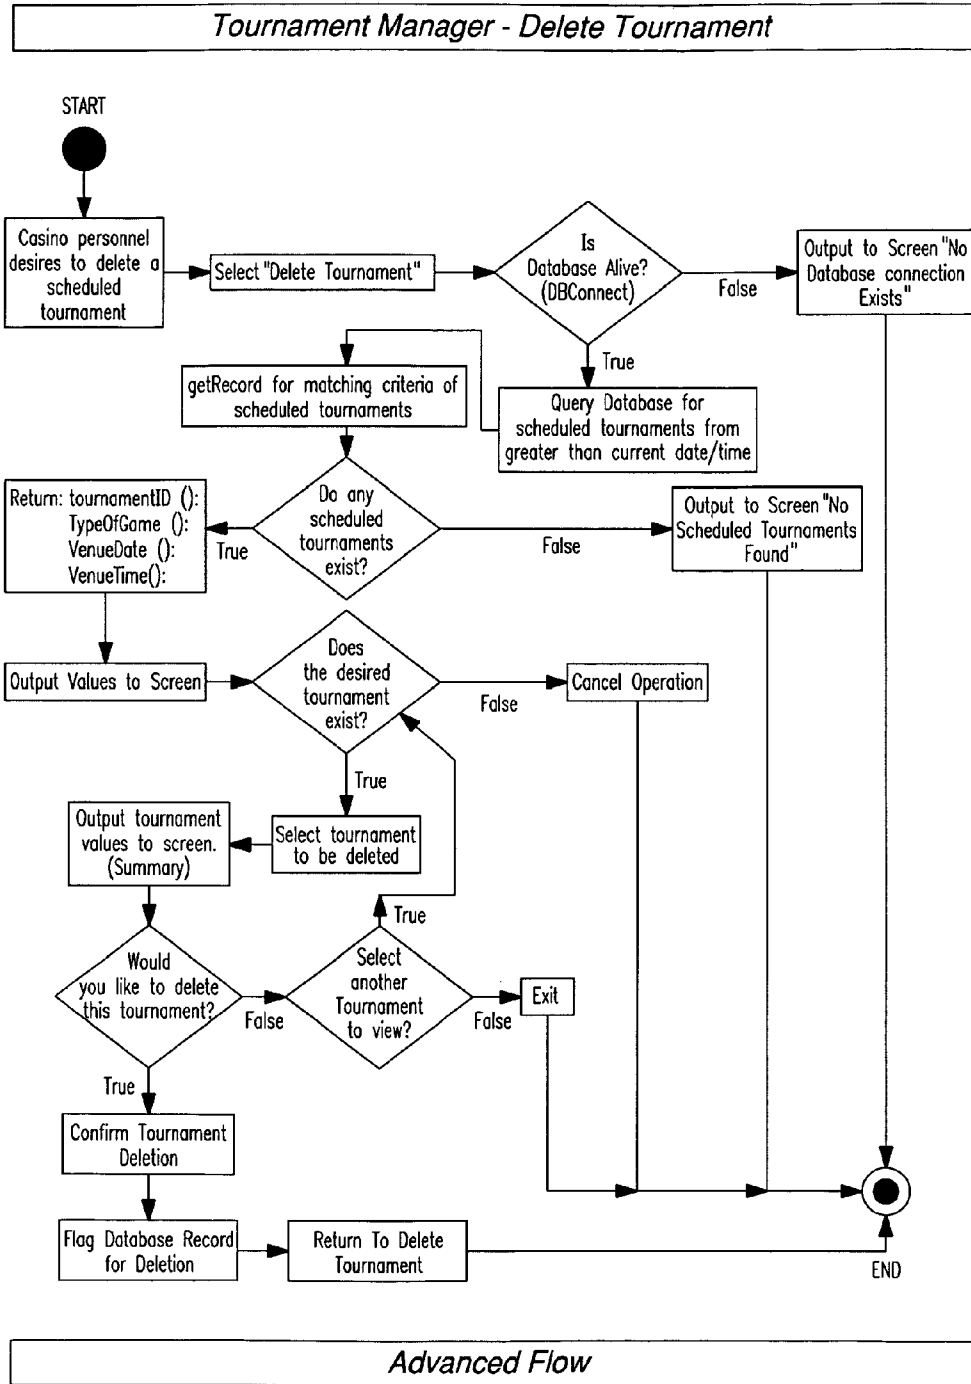 Tournament Manager - Delete Tournament
START
Casino personnel
desires to delete a
scheduled
tournament
Select "Delete Tournament"
Is
Database Alive?
(DBConnect)
False
Output to Screen "No
Database connection
Exists"
True
getRecord for matching criteria of
scheduled tournaments
Query Database for
scheduled tournaments from
greater than current date/time
Return: tournamentID ():
TypeOfGame ():
VenueDate ():
VenueTime():
True
Do any
scheduled
tournaments
exist?
False
Output to Screen "No
Scheduled Tournaments
Found"
Output Values to Screen
Does
the desired
tournament
exist?
False
Cancel Operation
True
Output tournament
values to screen.
(Summary)
Select tournament
to be deleted
True
Would
you like to delete
this tournament?
False
Select
another
Tournament
to view?
False
Exit
True
Confirm Tournament
Deletion
Flag Database Record
for Deletion
Return To Delete
Tournament
END
Advanced Flow